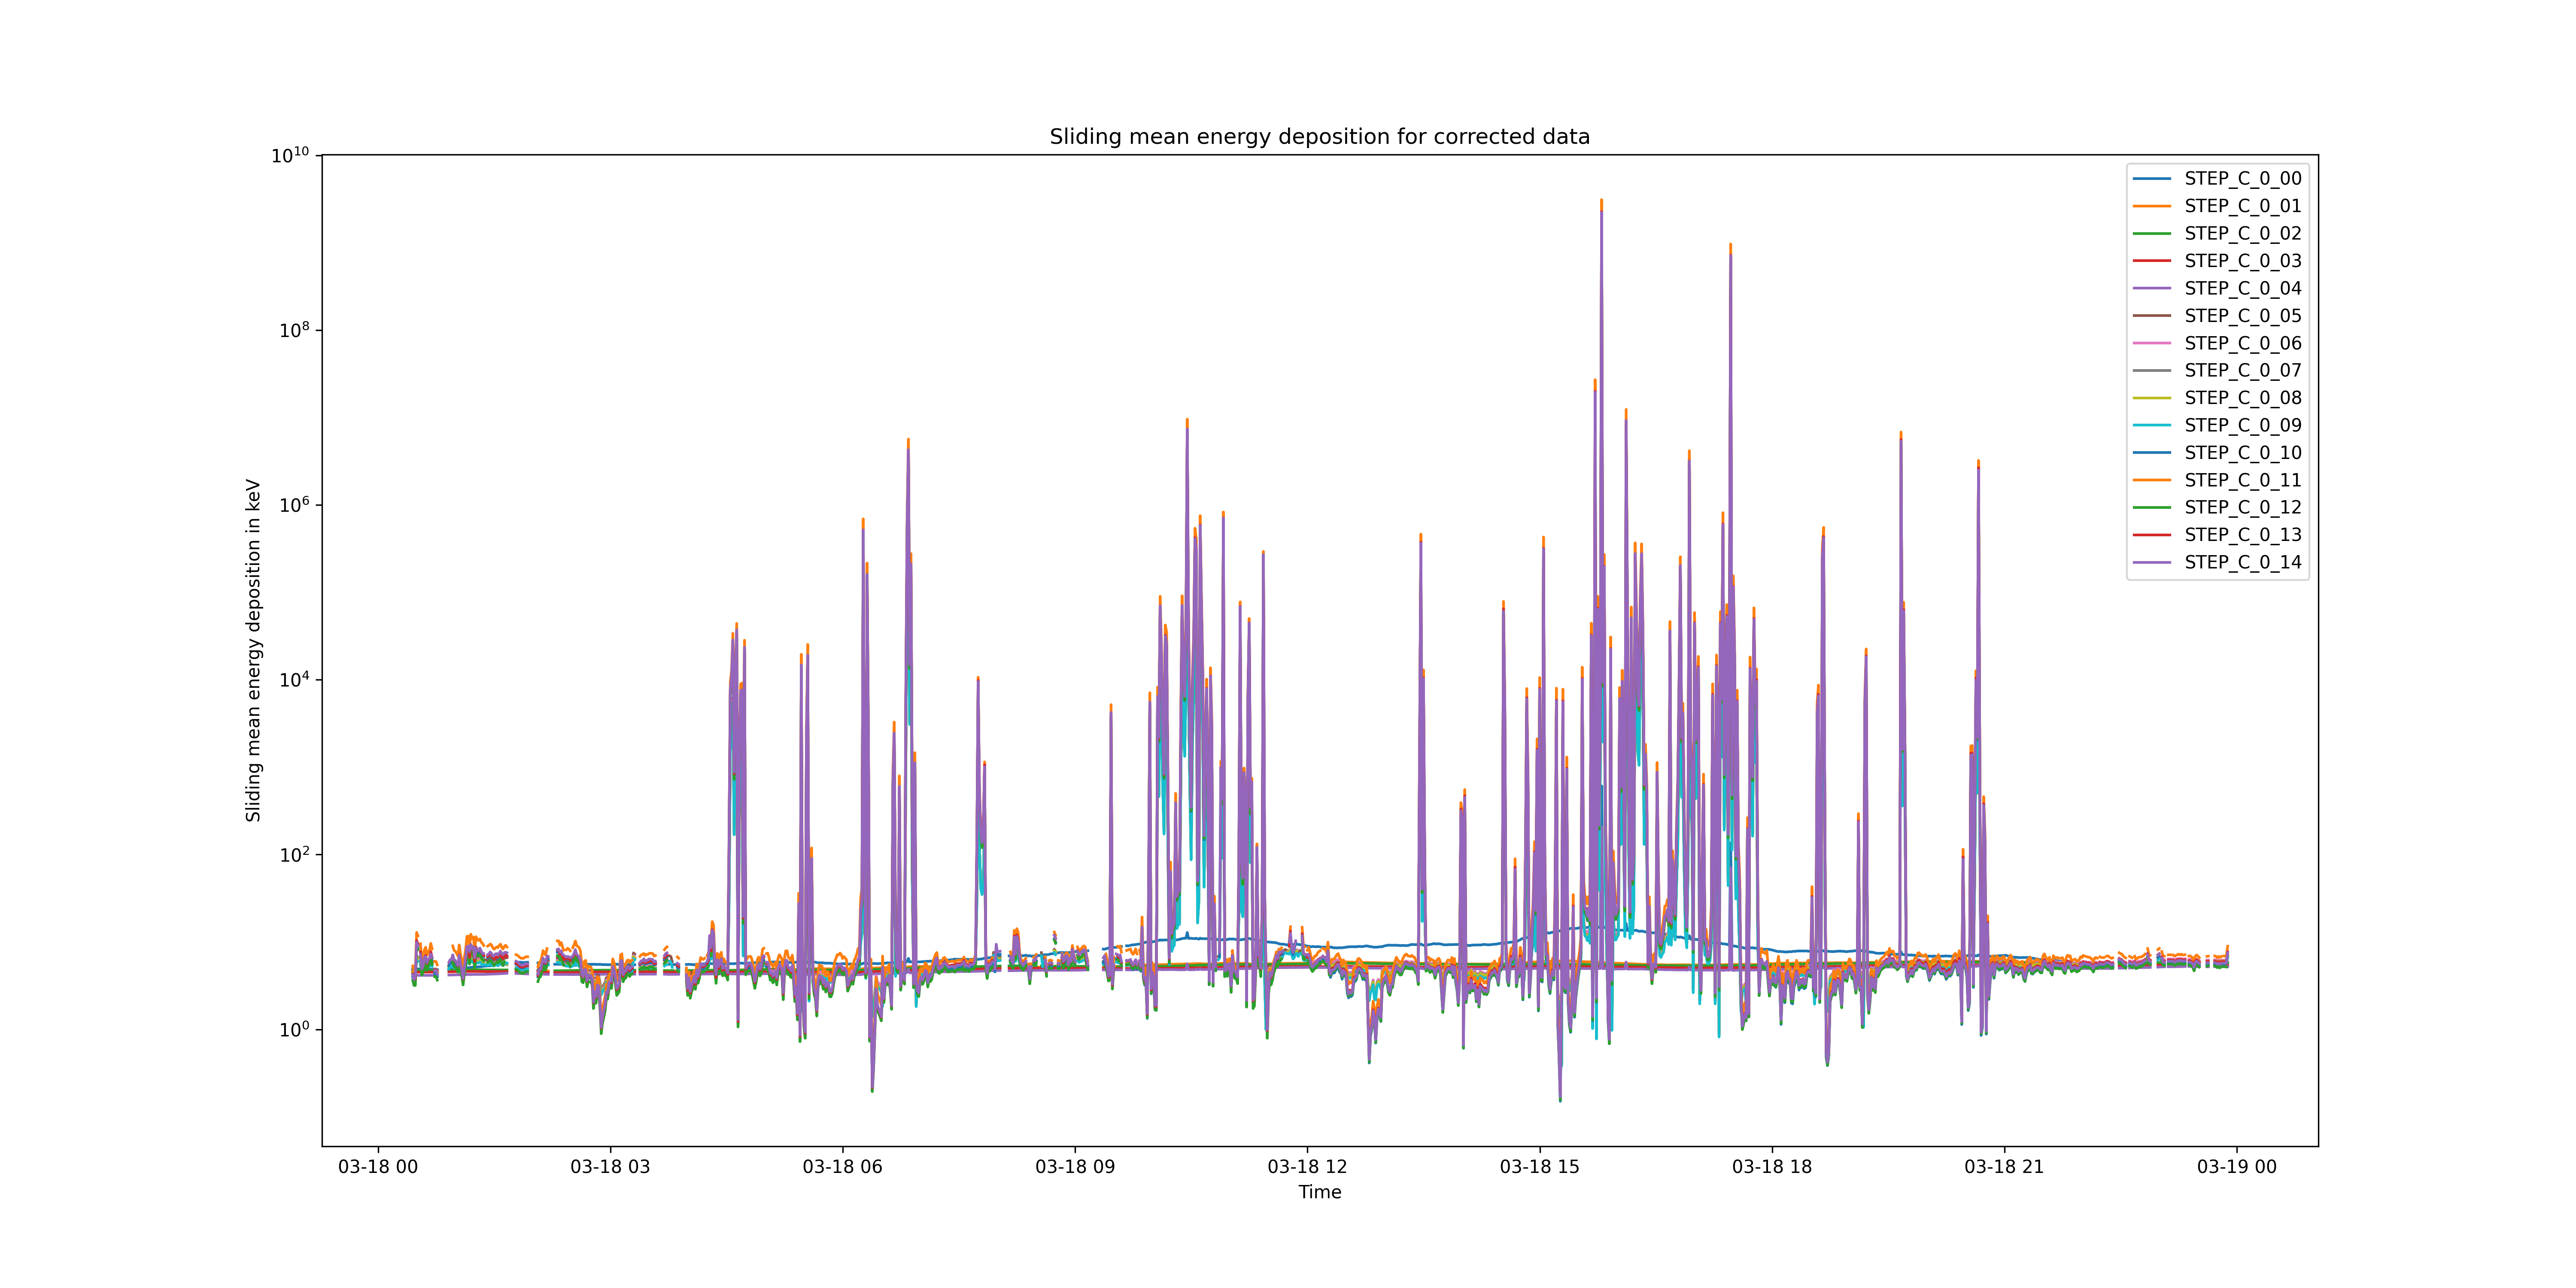 Sliding mean energy deposition for corrected data
10^10
10^8
10^6
10^4
10^2
10^0
Sliding mean energy deposition in keV
STEP_C_0_00
STEP_C_0_01
STEP_C_0_02
STEP_C_0_03
STEP_C_0_04
STEP_C_0_05
STEP_C_0_06
STEP_C_0_07
STEP_C_0_08
STEP_C_0_09
STEP_C_0_10
STEP_C_0_11
STEP_C_0_12
STEP_C_0_13
STEP_C_0_14
03-18 00 03-18 03 03-18 06 03-18 09 03-18 12 03-18 15 03-18 18 03-18 21 03-19 00
Time